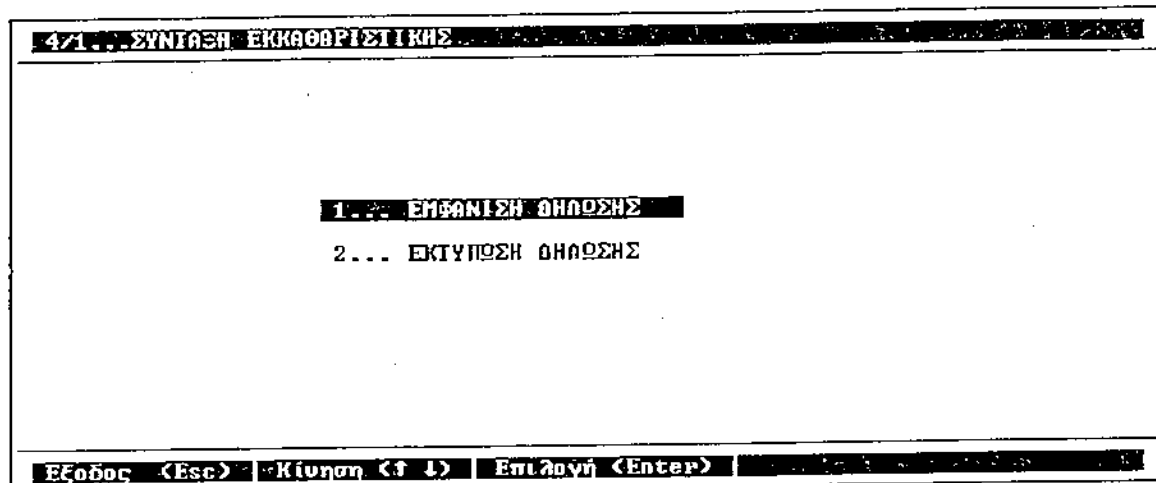 4/1...ΣΥΝΤΑΞΗ ΕΚΚΑΘΑΡΙΣΤΙΚΗΣ
1... ΕΜΦΑΝΙΣΗ ΔΗΛΩΣΗΣ
2... ΕΚΤΥΠΩΣΗ ΔΗΛΩΣΗΣ
Εξοδος <Esc> Κίνηση <↑ ↓> Επιλογή <Enter>